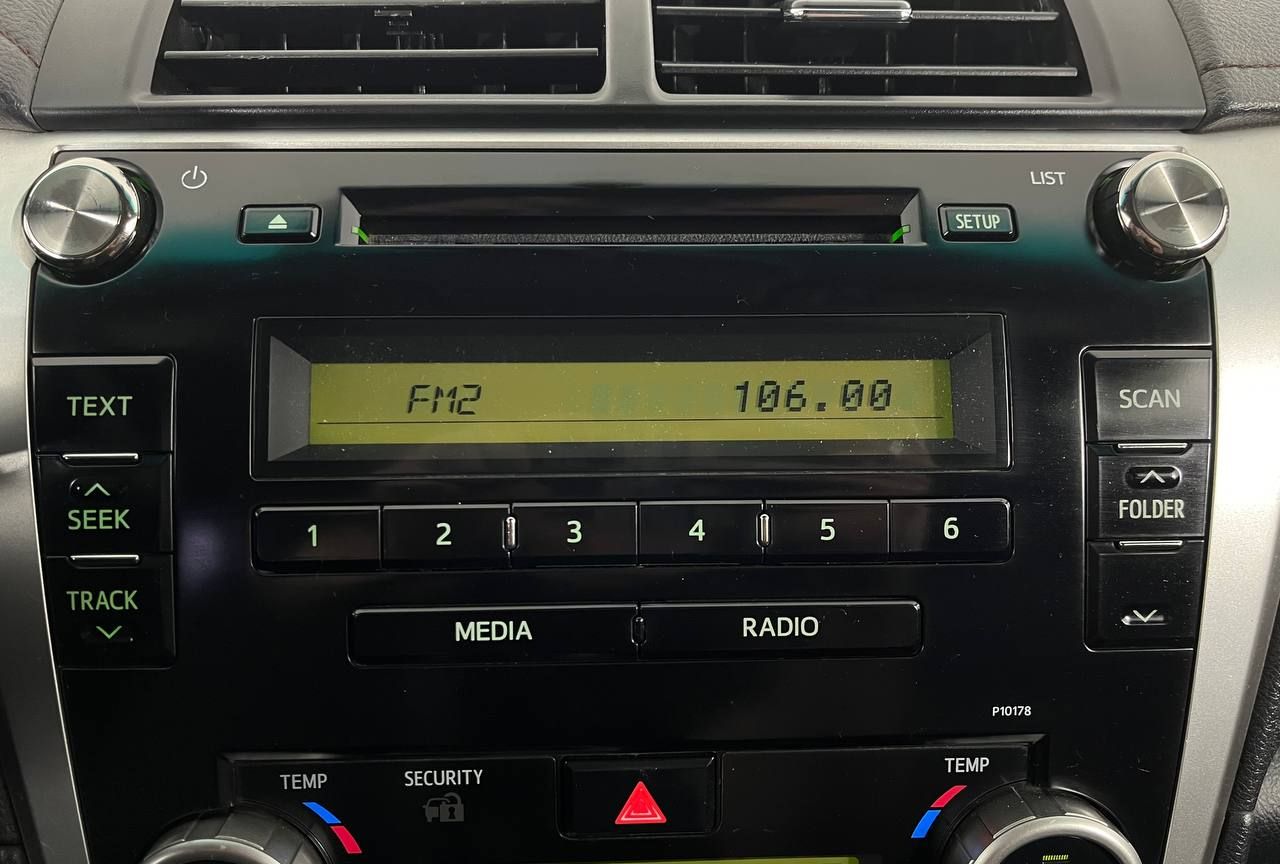 LIST
SETUP
FM2 106.00
TEXT
SCAN
SEEK
FOLDER
1 2 3 4 5 6
TRACK
MEDIA RADIO
P10178
TEMP SECURITY TEMP